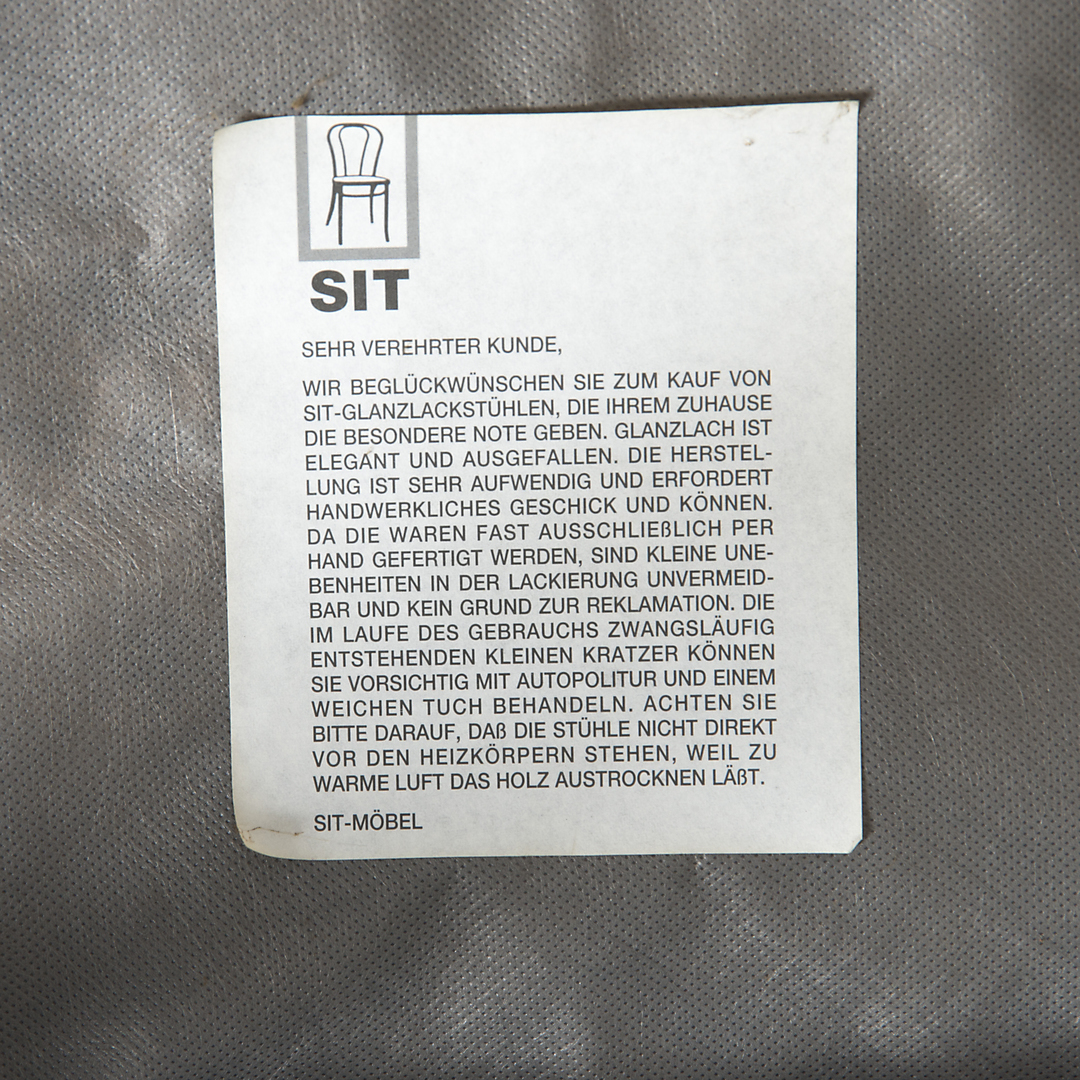 SIT
SEHR VEREHRTER KUNDE,
WIR BEGLÜCKWÜNSCHEN SIE ZUM KAUF VON
SIT-GLANZLACKSTÜHLEN, DIE IHREM ZUHAUSE
DIE BESONDERE NOTE GEBEN. GLANZLACH IST
ELEGANT UND AUSGEFALLEN. DIE HERSTEL-
LUNG IST SEHR AUFWENDIG UND ERFORDERT
HANDWERKLICHES GESCHICK UND KÖNNEN.
DA DIE WAREN FAST AUSSCHLIEßLICH PER
HAND GEFERTIGT WERDEN, SIND KLEINE UNE-
BENHEITEN IN DER LACKIERUNG UNVERMEID-
BAR UND KEIN GRUND ZUR REKLAMATION. DIE
IM LAUFE DES GEBRAUCHS ZWANGSLÄUFIG
ENTSTEHENDEN KLEINEN KRATZER KÖNNEN
SIE VORSICHTIG MIT AUTOPOLITUR UND EINEM
WEICHEN TUCH BEHANDELN. ACHTEN SIE
BITTE DARAUF, DAß DIE STÜHLE NICHT DIREKT
VOR DEN HEIZKÖRPERN STEHEN, WEIL ZU
WARME LUFT DAS HOLZ AUSTROCKNEN LÄßT.
SIT-MÖBEL